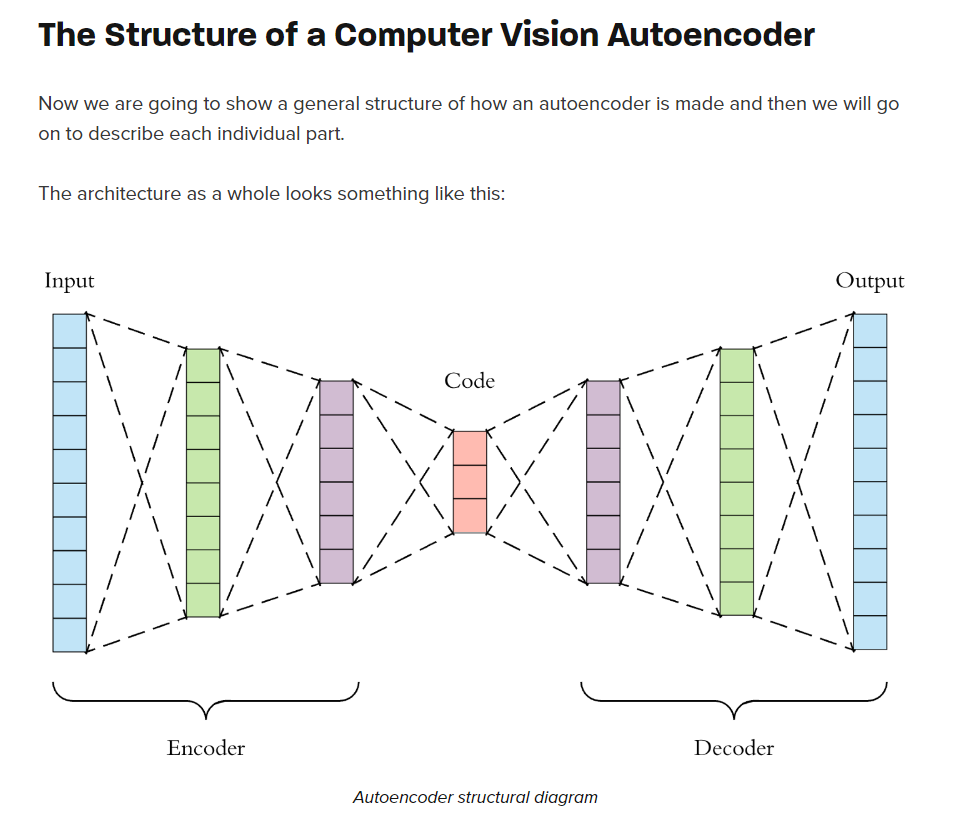 The Structure of a Computer Vision Autoencoder
Now we are going to show a general structure of how an autoencoder is made and then we will go
on to describe each individual part.
The architecture as a whole looks something like this:
Input
Output
Code
Encoder
Decoder
Autoencoder structural diagram